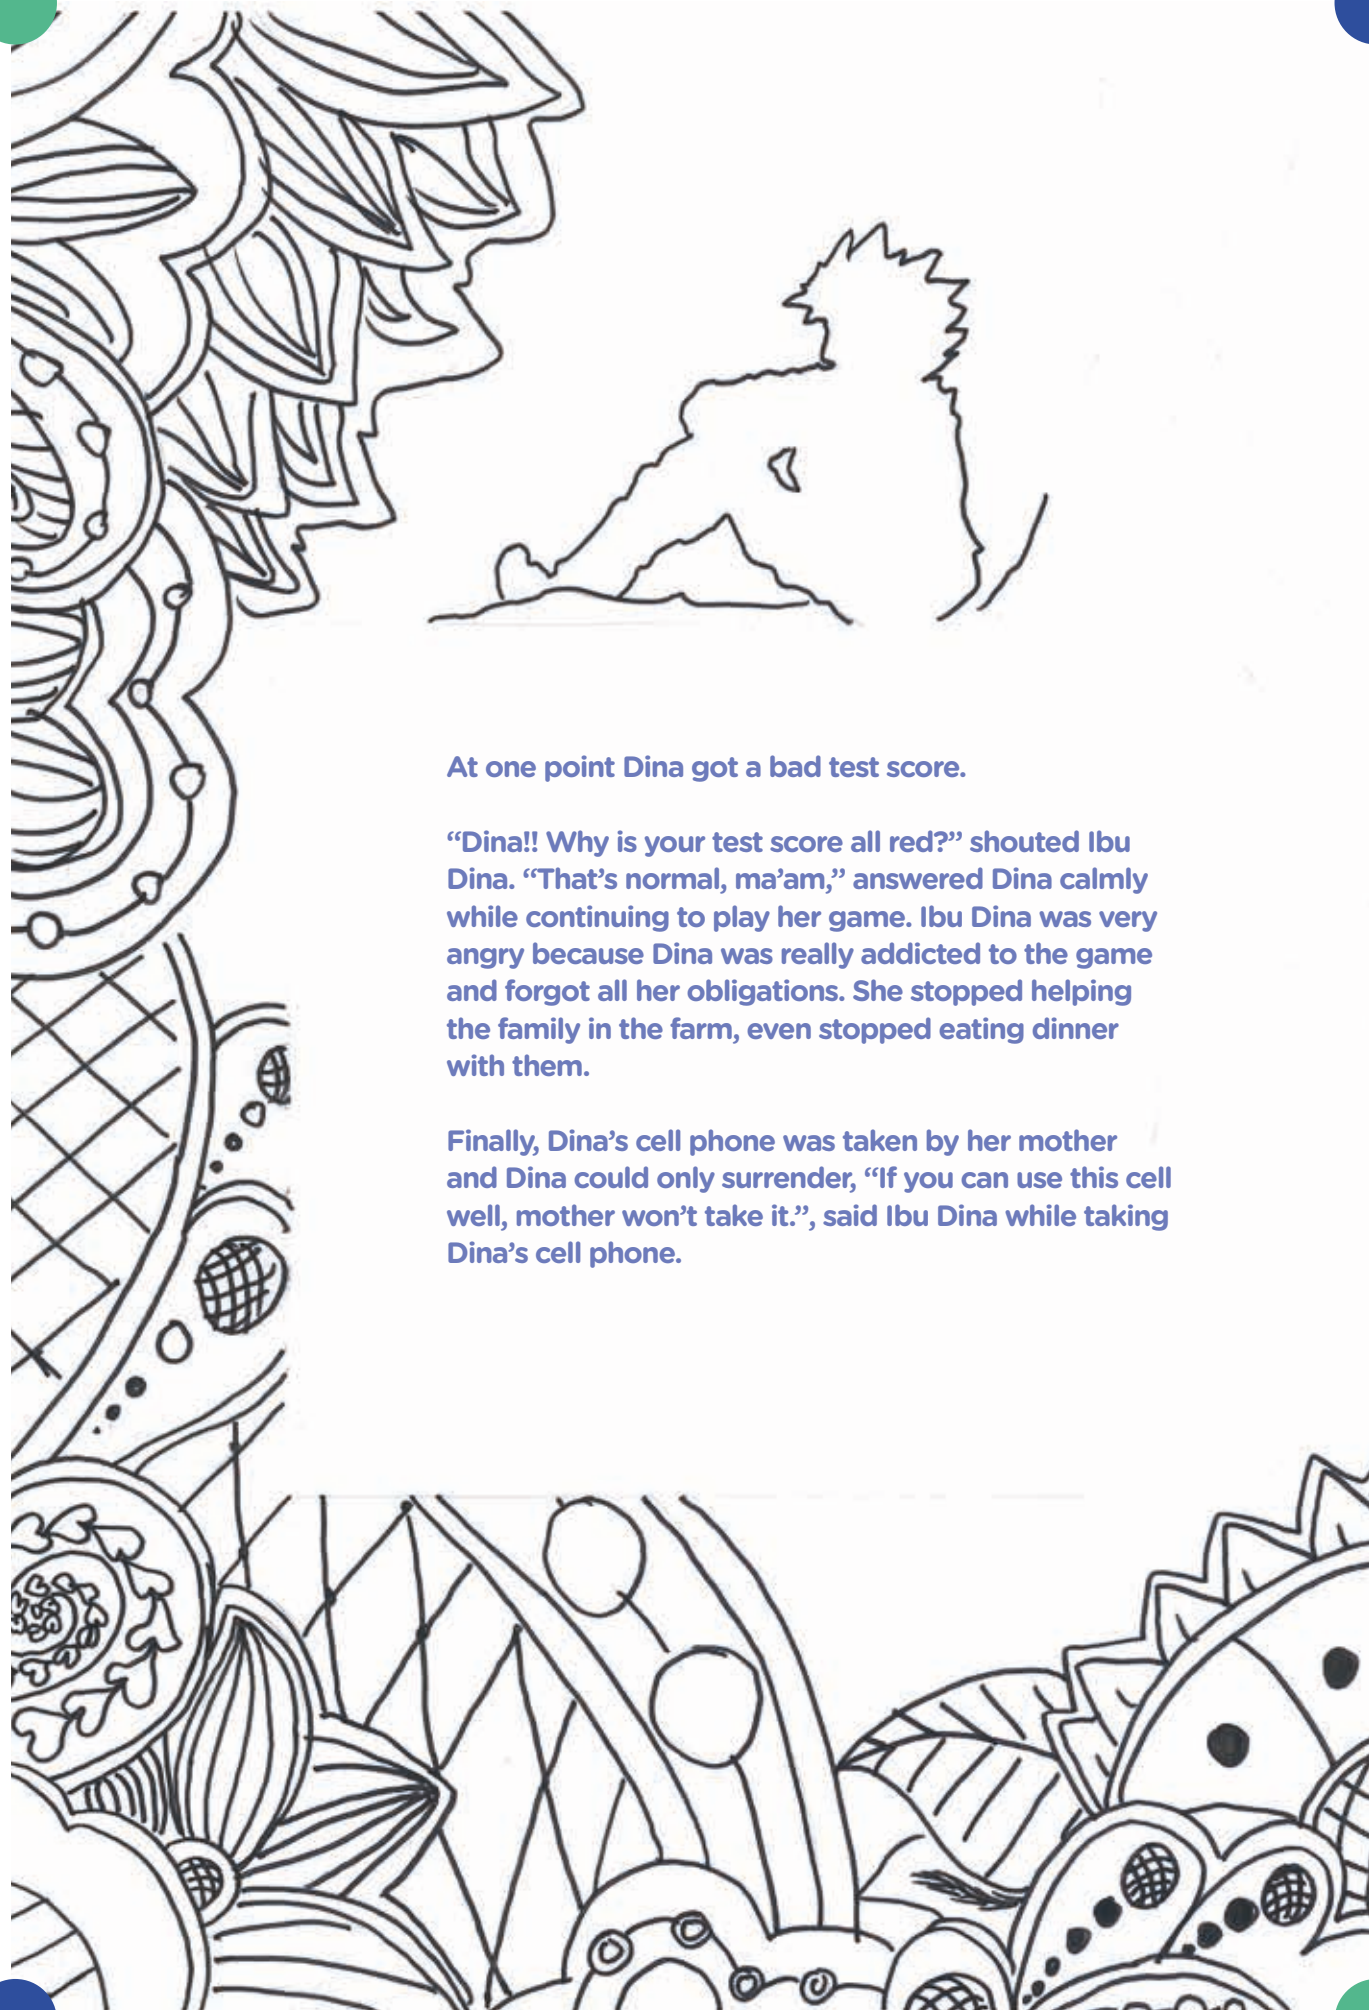 At one point Dina got a bad test score.
“Dina!! Why is your test score all red?” shouted Ibu
Dina. “That’s normal, ma’am,” answered Dina calmly
while continuing to play her game. Ibu Dina was very
angry because Dina was really addicted to the game
and forgot all her obligations. She stopped helping
the family in the farm, even stopped eating dinner
with them.
Finally, Dina’s cell phone was taken by her mother
and Dina could only surrender, “If you can use this cell
well, mother won’t take it.”, said Ibu Dina while taking
Dina’s cell phone.